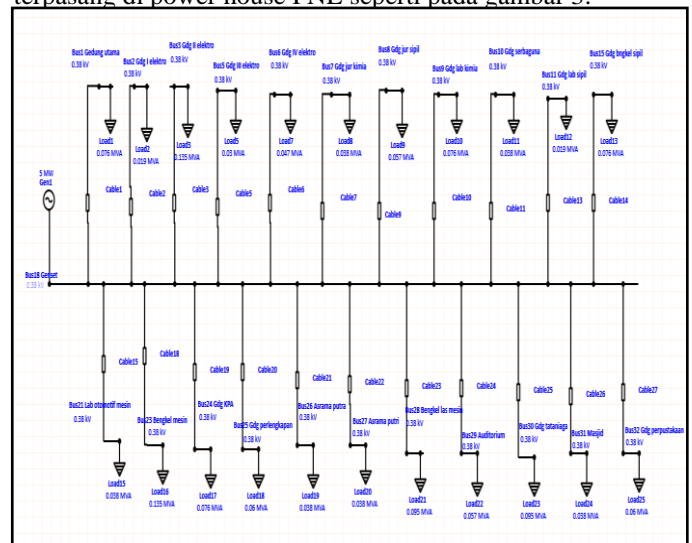 terpasang di power house PNL seperti pada gambar 3.
Bus1 Gedung utama
0.38 kV
Bus2 Gdg I elektro
0.38 kV
Bus3 Gdg II elektro
0.38 kV
Bus5 Gdg III elektro
0.38 kV
Bus6 Gdg IV elektro
0.38 kV
Bus7 Gdg jur kimia
0.38 kV
Bus8 Gdg jur sipil
0.38 kV
Bus9 Gdg lab kimia
0.38 kV
Bus10 Gdg serbaguna
0.38 kV
Bus11 Gdg lab sipil
0.38 kV
Bus15 Gdg bngkel sipil
0.38 kV
Load1
0.076 MVA
Load2
0.019 MVA
Load3
0.135 MVA
Load5
0.03 MVA
Load7
0.047 MVA
Load8
0.038 MVA
Load9
0.057 MVA
Load10
0.076 MVA
Load11
0.038 MVA
Load12
0.019 MVA
Load13
0.076 MVA
5 MW
Gen1
Cable1
Cable2
Cable3
Cable5
Cable6
Cable7
Cable9
Cable10
Cable11
Cable13
Cable14
Bus18 Genset
0.38 kV
Cable15
Cable18
Cable19
Cable20
Cable21
Cable22
Cable23
Cable24
Cable25
Cable26
Cable27
Bus21 Lab otomotif mesin
0.38 kV
Bus23 Bengkel mesin
0.38 kV
Bus24 Gdg KPA
0.38 kV
Bus25 Gdg perlengkapan
0.38 kV
Bus26 Asrama putra
0.38 kV
Bus27 Asrama putri
0.38 kV
Bus28 Bengkel las mesin
0.38 kV
Bus29 Auditorium
0.38 kV
Bus30 Gdg tataniaga
0.38 kV
Bus31 Masjid
0.38 kV
Bus32 Gdg perpustakaan
0.38 kV
Load15
0.038 MVA
Load16
0.135 MVA
Load17
0.076 MVA
Load18
0.06 MVA
Load19
0.038 MVA
Load20
0.038 MVA
Load21
0.095 MVA
Load22
0.057 MVA
Load23
0.095 MVA
Load24
0.038 MVA
Load25
0.06 MVA